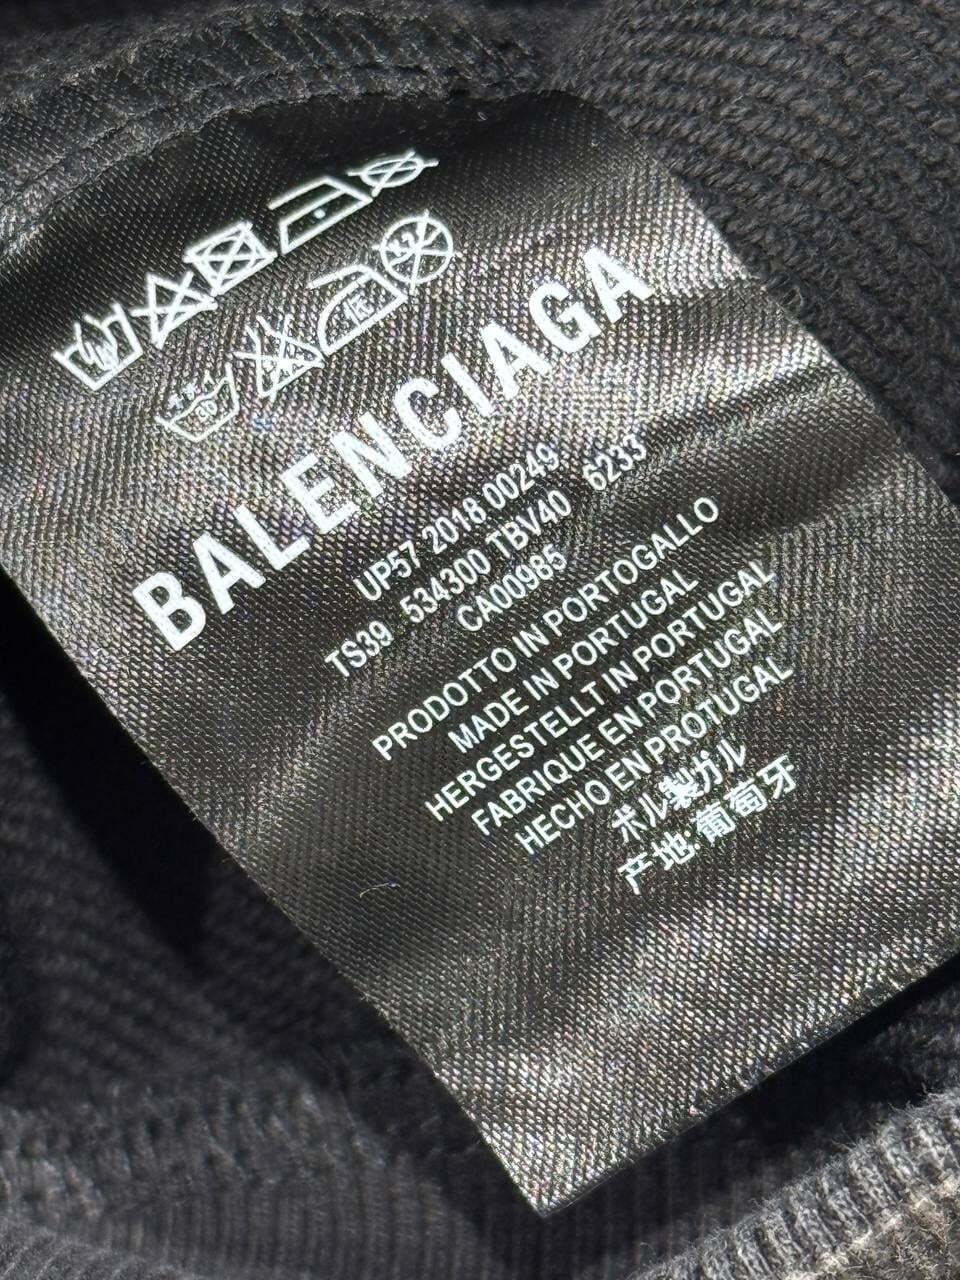 BALENCIAGA
UP57 2018 00249
TS39 534300 TBV40 6233
CA00985
PRODOTTO IN PORTOGALLO
MADE IN PORTUGAL
HERGESTELLT IN PORTUGAL
FABRIQUE EN PORTUGAL
HECHO EN PROTUGAL
ポル製ガル
产地:葡萄牙